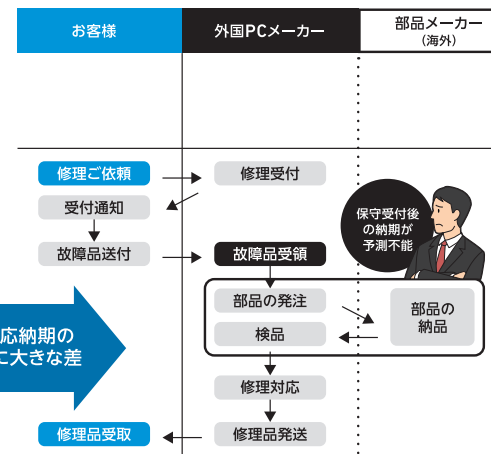 お客様
外国PCメーカー
部品メーカー
（海外）
修理ご依頼
修理受付
受付通知
保守受付後
の納期が
予測不能
故障品送付
故障品受領
部品の発注
部品の
納品
検品
応納期の
に大きな差
修理対応
修理品受取
修理品発送